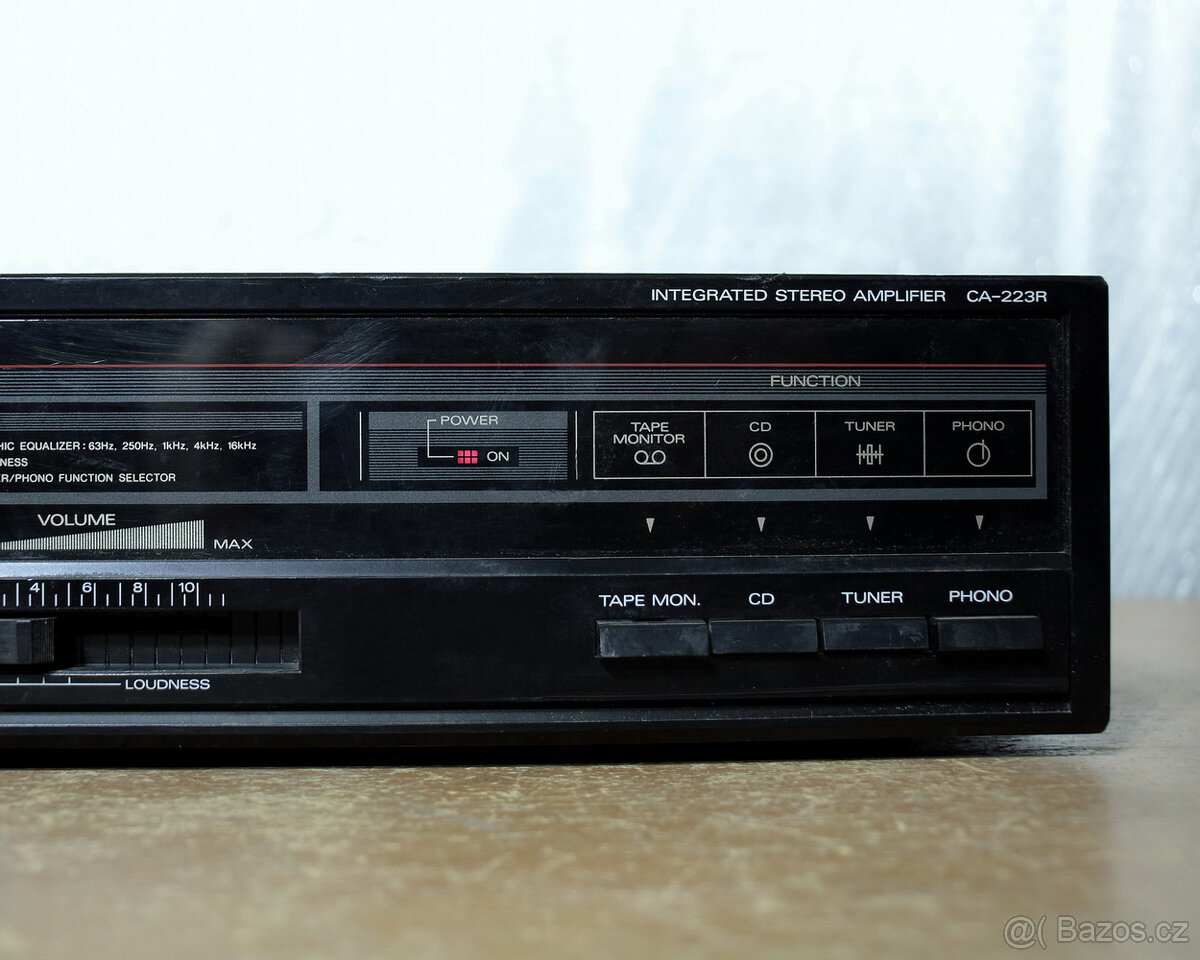 INTEGRATED STEREO AMPLIFIER CA-223R
FUNCTION
POWER
ON
TAPE MONITOR
CD
TUNER
PHONO
HIC EQUALIZER : 63Hz, 250Hz, 1kHz, 4kHz, 16kHz
NESS
R/PHONO FUNCTION SELECTOR
VOLUME
MAX
4 6 8 10
TAPE MON. CD TUNER PHONO
LOUDNESS
@( Bazos.cz